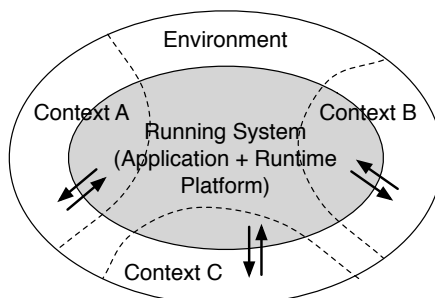 Environment
Context A
Context B
Running System
(Application + Runtime
Platform)
Context C